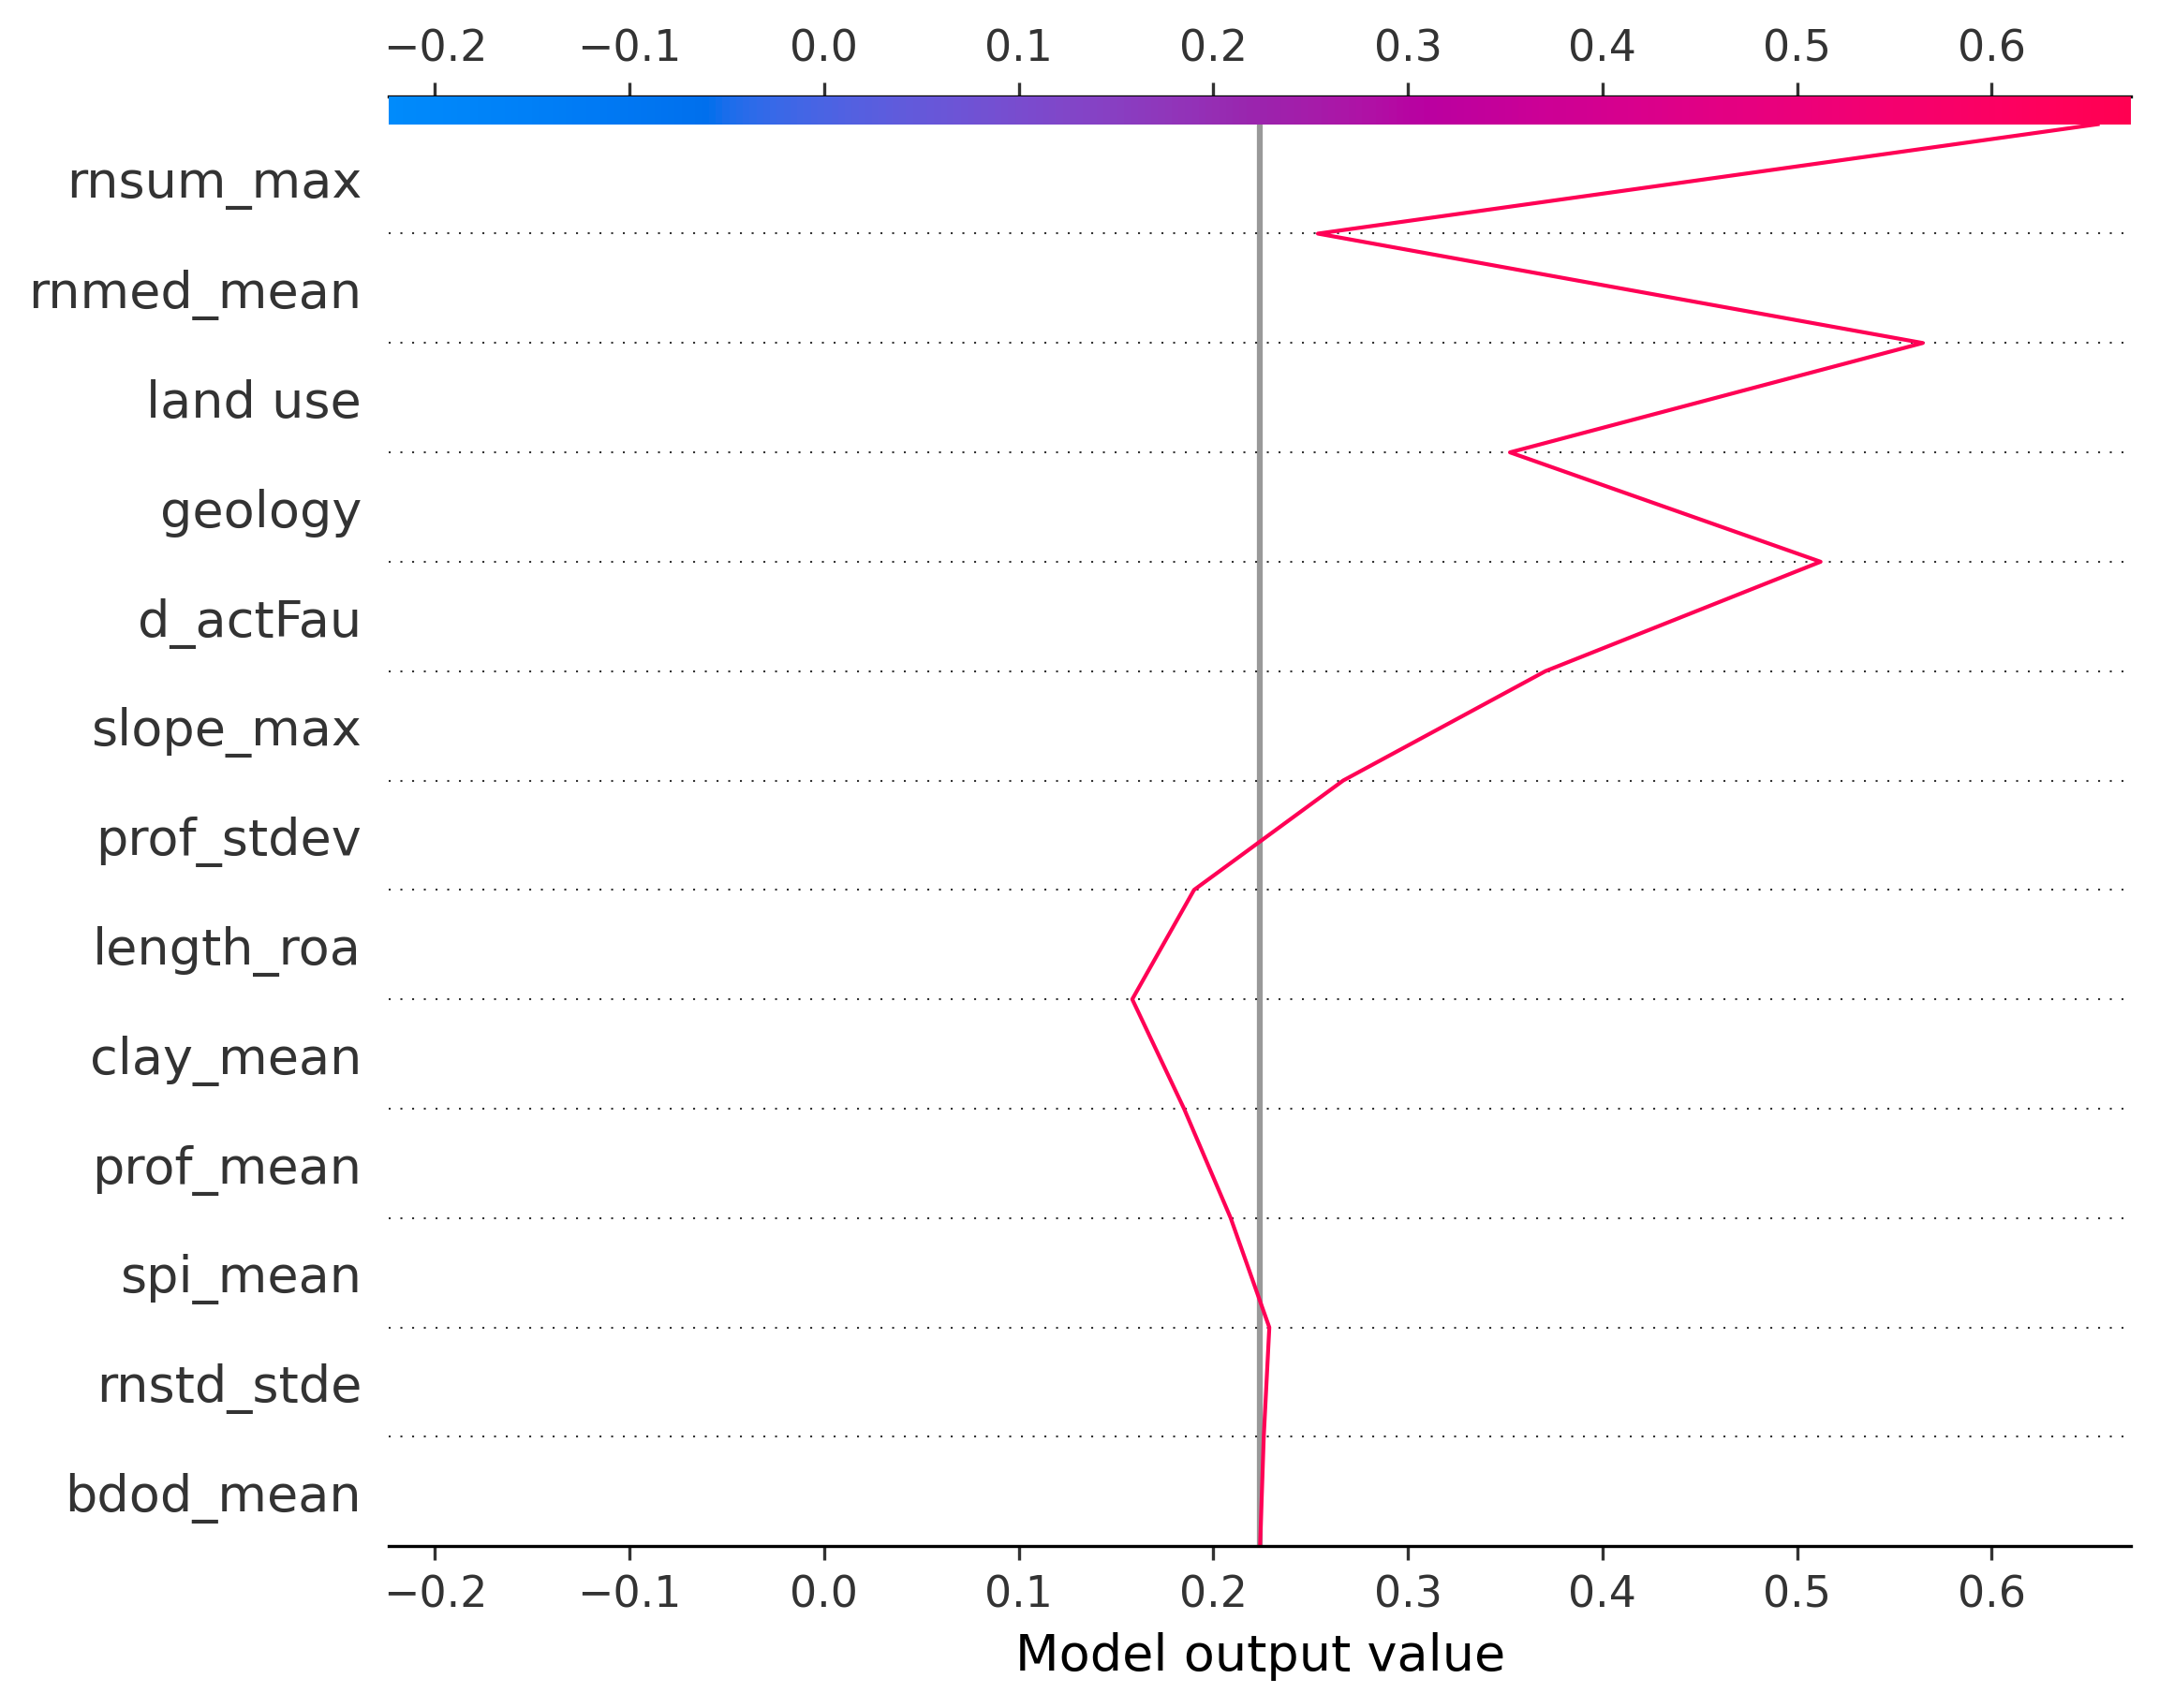 −0.2 −0.1 0.0 0.1 0.2 0.3 0.4 0.5 0.6
rnsum_max
rnmed_mean
land use
geology
d_actFau
slope_max
prof_stdev
length_roa
clay_mean
prof_mean
spi_mean
rnstd_stde
bdod_mean
−0.2 −0.1 0.0 0.1 0.2 0.3 0.4 0.5 0.6
Model output value